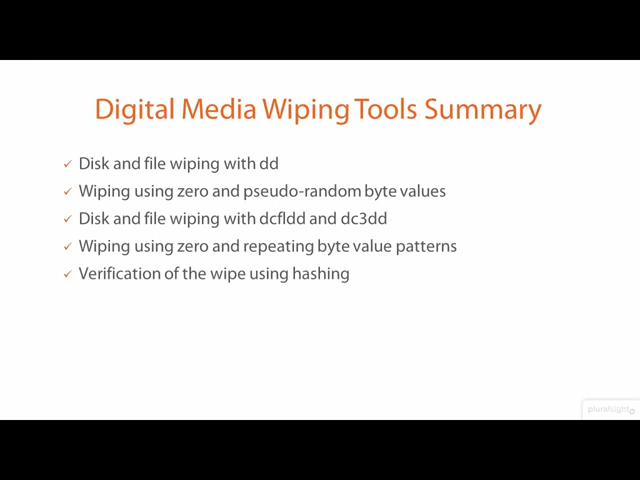 Digital Media Wiping Tools Summary
Disk and file wiping with dd
Wiping using zero and pseudo-random byte values
Disk and file wiping with dcfldd and dc3dd
Wiping using zero and repeating byte value patterns
Verification of the wipe using hashing
pluralsight